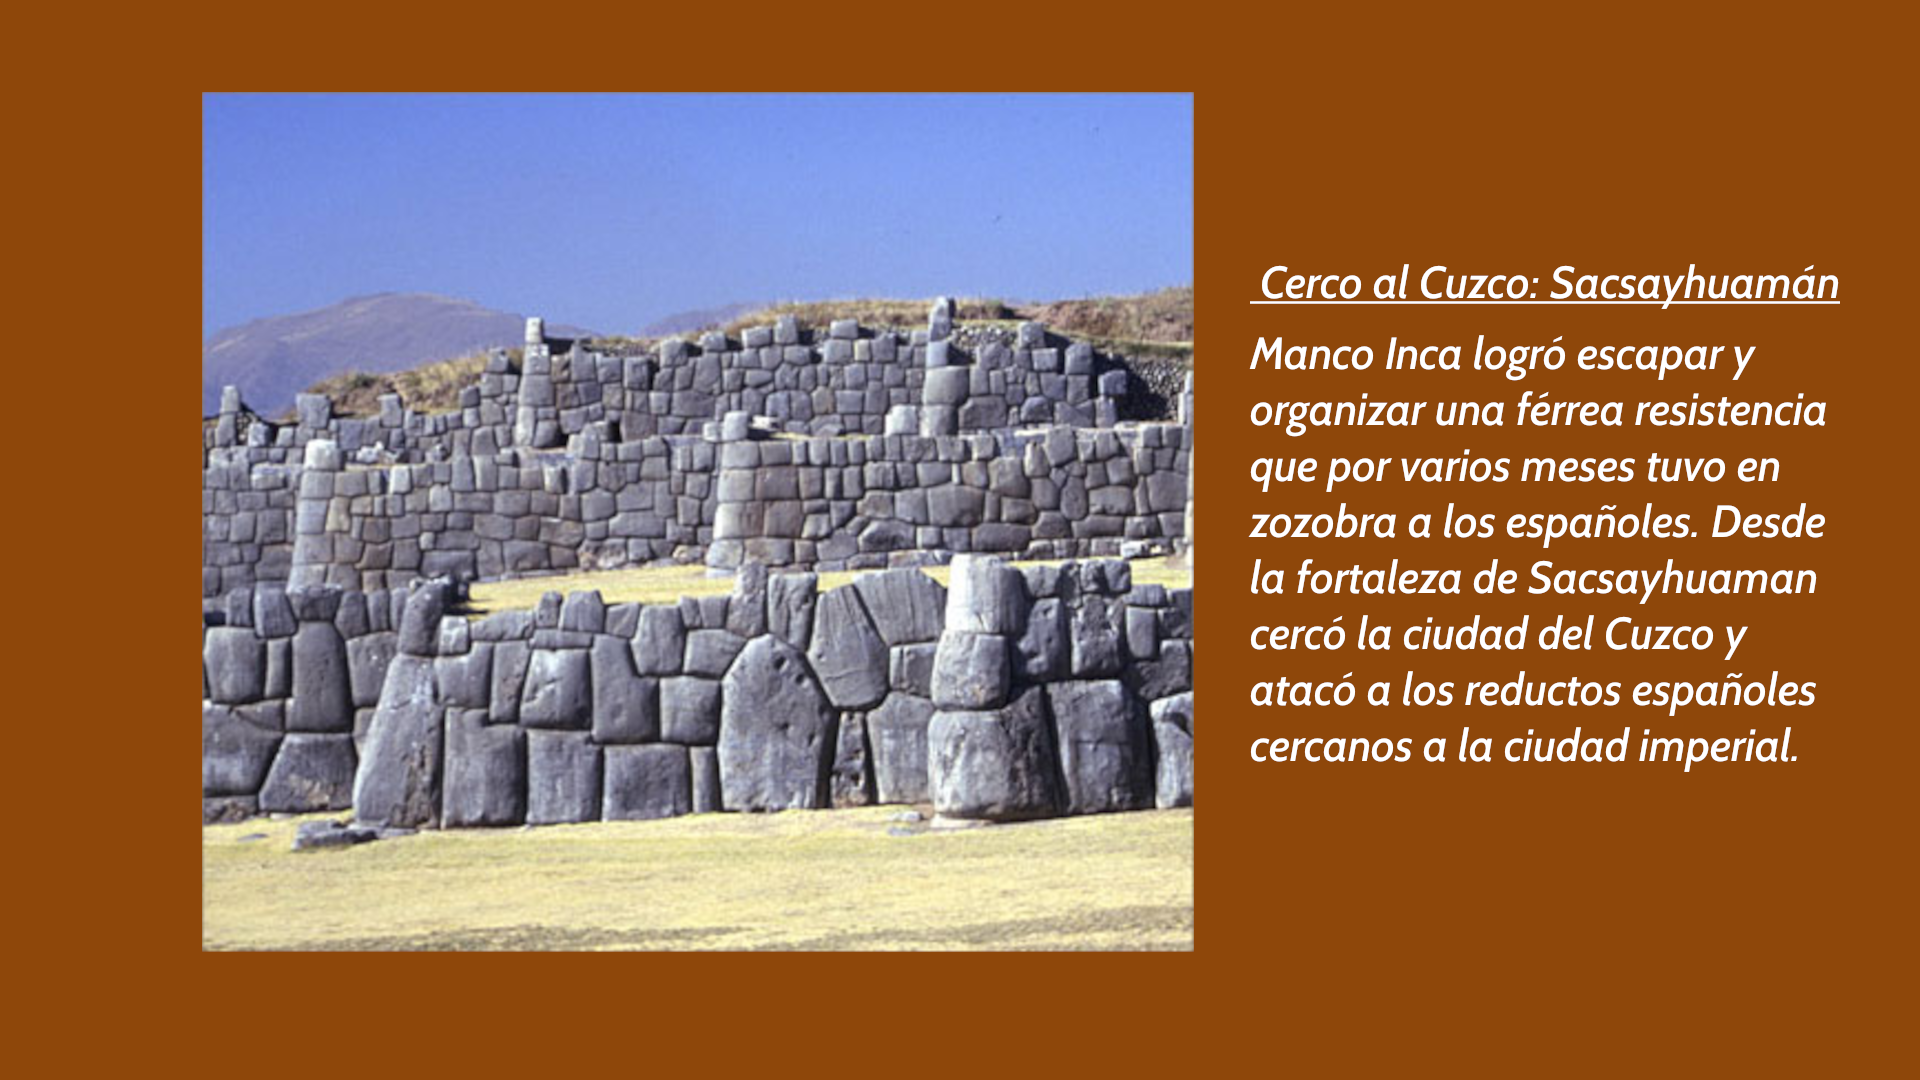 Cerco al Cuzco: Sacsayhuamán
Manco Inca logró escapar y
organizar una férrea resistencia
que por varios meses tuvo en
zozobra a los españoles. Desde
la fortaleza de Sacsayhuaman
cercó la ciudad del Cuzco y
atacó a los reductos españoles
cercanos a la ciudad imperial.